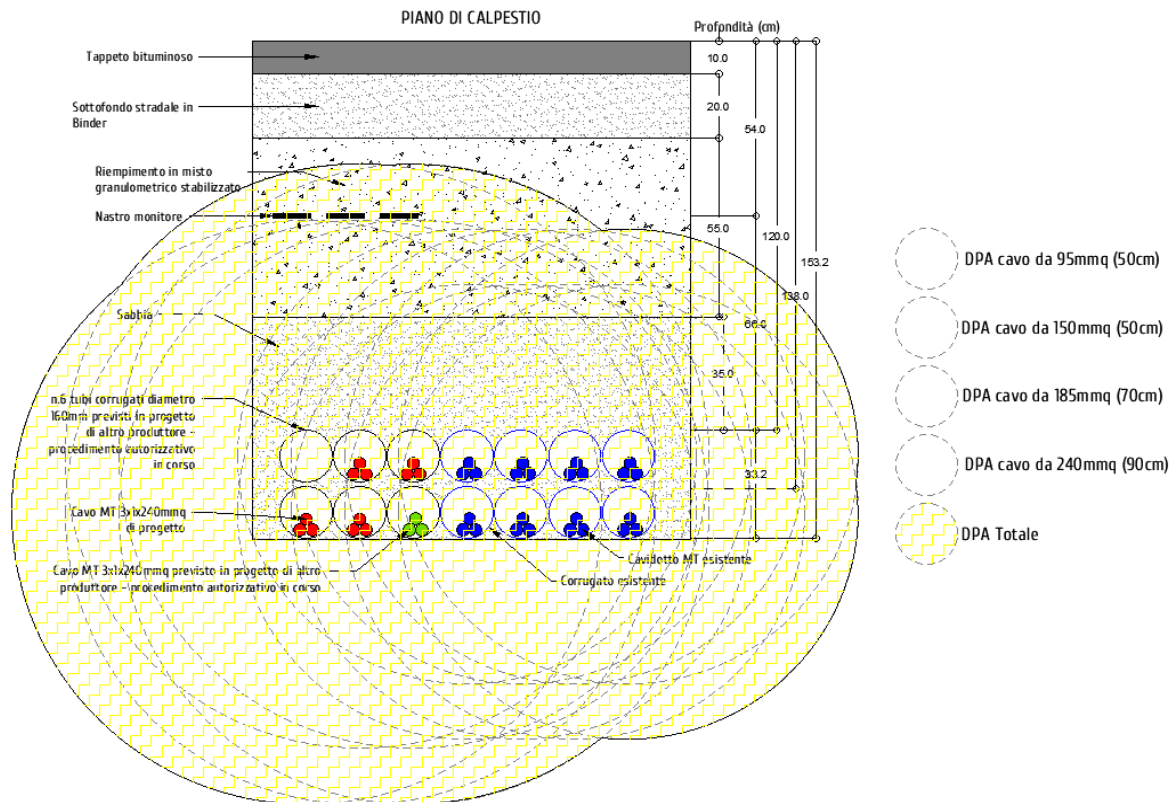 PIANO DI CALPESTIO
Profondità (cm)
Tappeto bituminoso
10.0
Sottofondo stradale in
Binder
20.0
54.0
Riempimento in misto
granulometrico stabilizzato
Nastro monitore
55.0
120.0
153.2
138.0
Sabbia
66.0
35.0
n.6 tubi corrugati diametro
160mm previsti in progetto
di altro produttore -
procedimento autorizzativo
in corso
33.2
Cavo MT 3x1x240mmq
di progetto
Cavo MT 3x1x240mmq previsto in progetto di altro
produttore - procedimento autorizzativo in corso
Cavidotto MT esistente
Corrugato esistente
DPA cavo da 95mmq (50cm)
DPA cavo da 150mmq (50cm)
DPA cavo da 185mmq (70cm)
DPA cavo da 240mmq (90cm)
DPA Totale